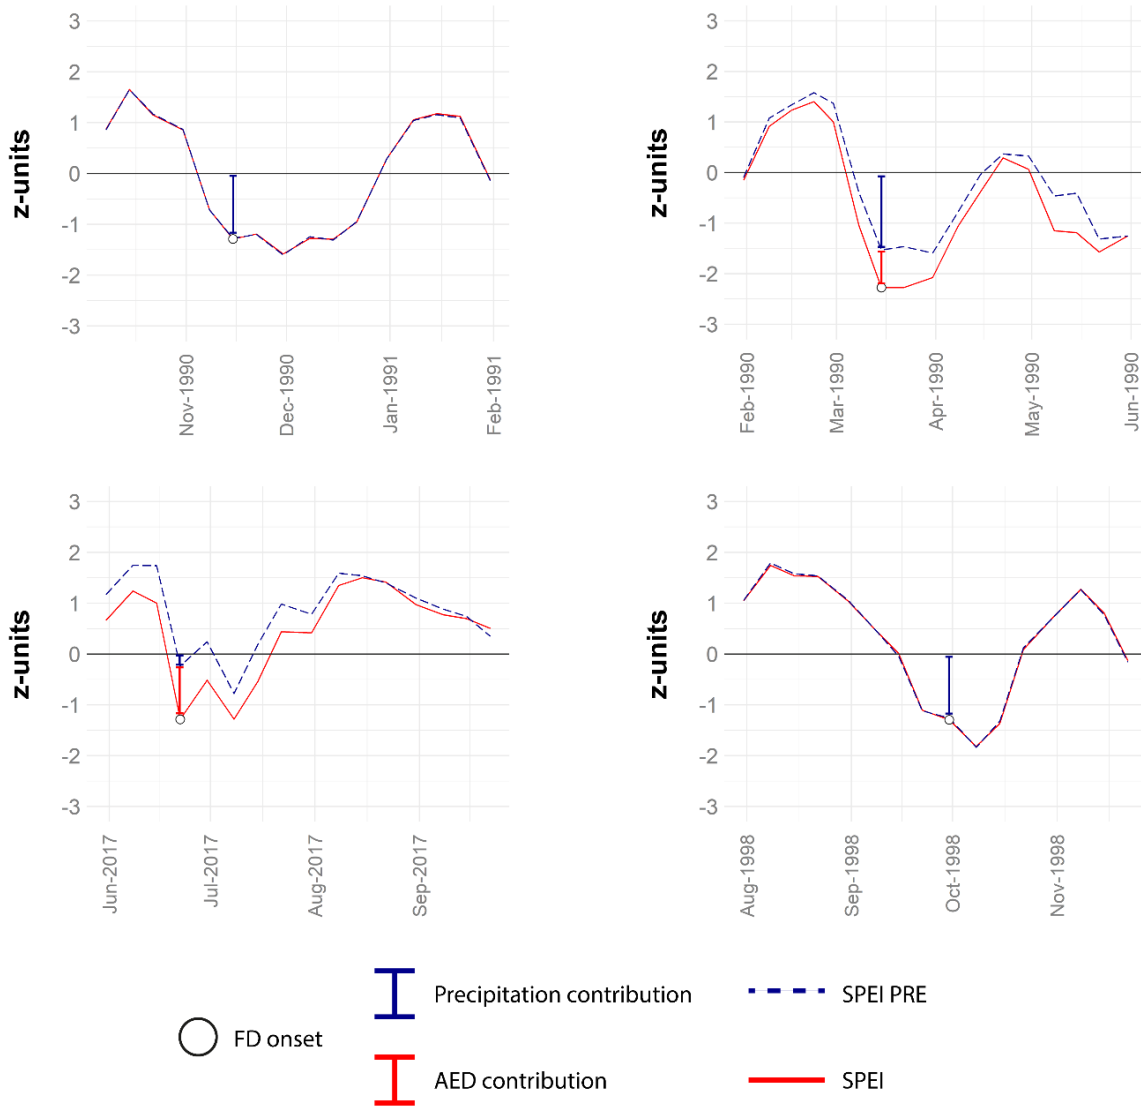 3
2
1
0
-1
-2
-3
z-units
Nov-1990
Dec-1990
Jan-1991
Feb-1991
3
2
1
0
-1
-2
-3
z-units
Feb-1990
Mar-1990
Apr-1990
May-1990
Jun-1990
3
2
1
0
-1
-2
-3
z-units
Jun-2017
Jul-2017
Aug-2017
Sep-2017
3
2
1
0
-1
-2
-3
z-units
Aug-1998
Sep-1998
Oct-1998
Nov-1998
FD onset
Precipitation contribution
AED contribution
SPEI PRE
SPEI